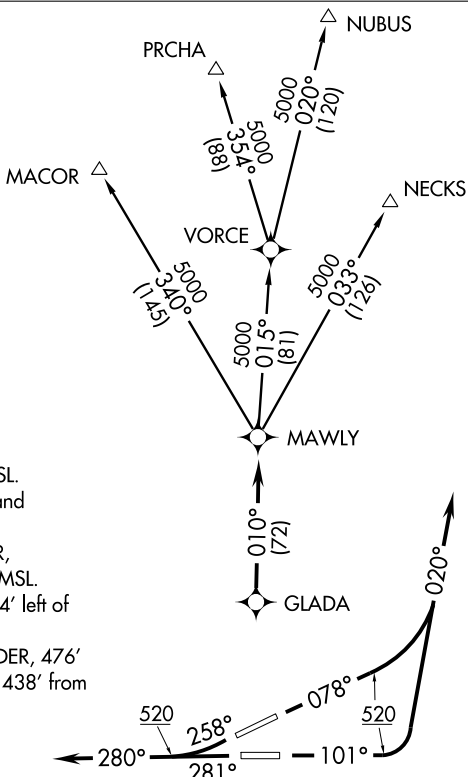 NUBUS
PRCHA
5000
020°
(120)
5000
354°
(88)
MACOR
NECKS
VORCE
5000
340°
(145)
5000
015°
(81)
5000
033°
(126)
MAWLY
SL.
and
010°
(72)
R,
MSL.
4' left of
GLADA
020°
DER, 476'
438' from
078°
520
258°
520
280°
281°
101°